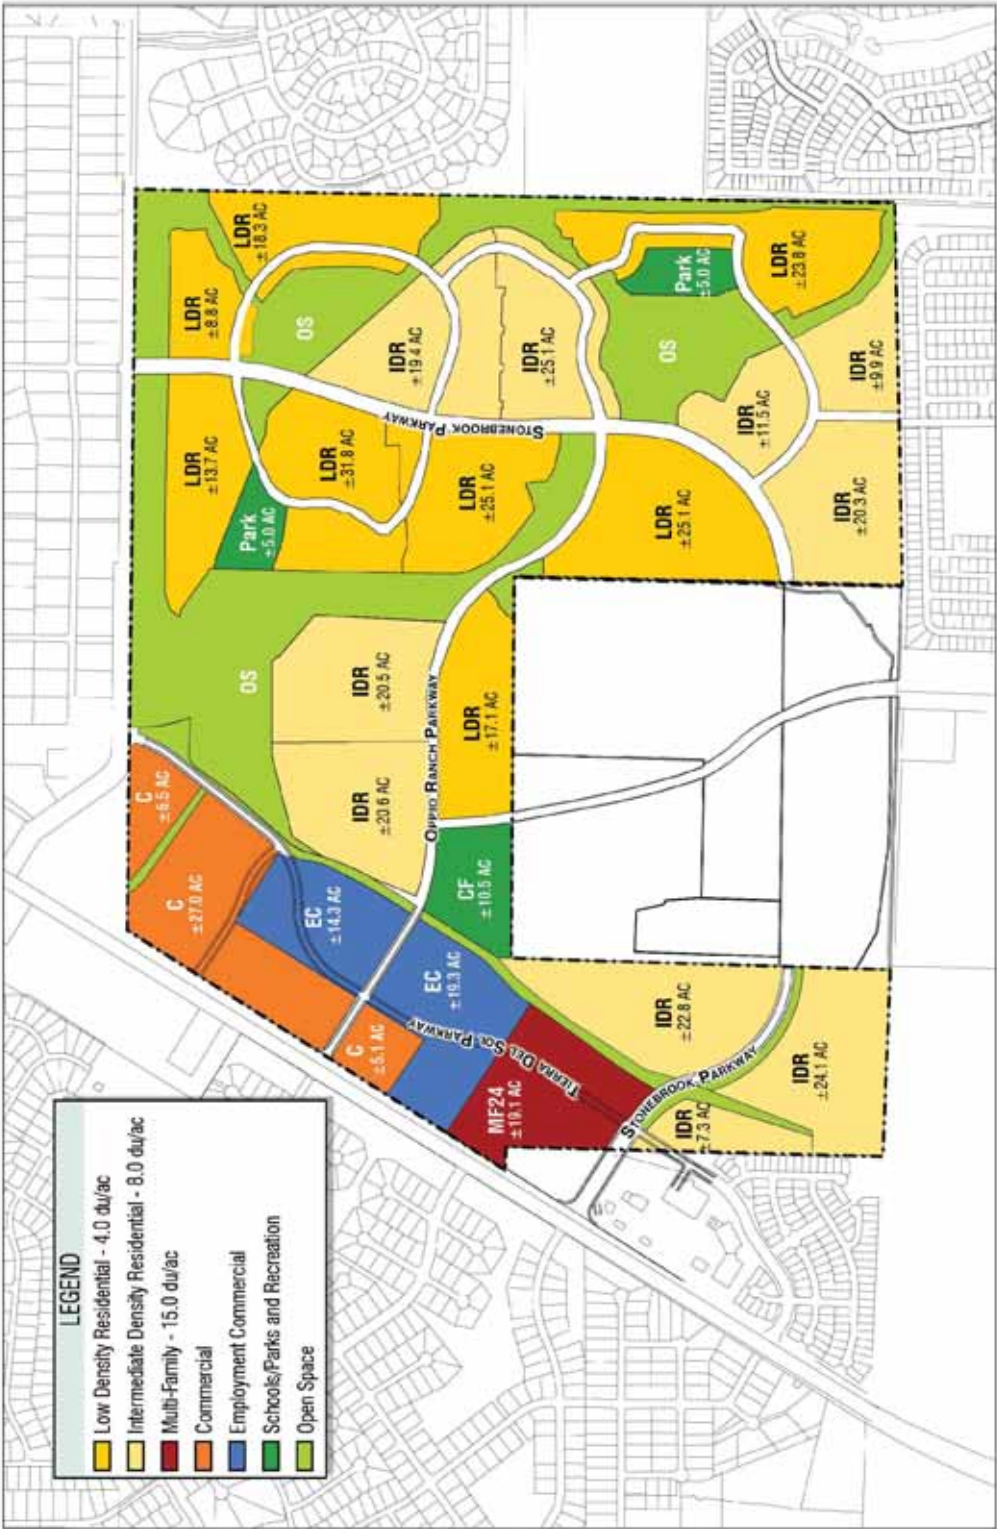 LEGEND
Low Density Residential - 4.0 du/ac
Intermediate Density Residential - 8.0 du/ac
Multi-Family - 15.0 du/ac
Commercial
Employment Commercial
Schools/Parks and Recreation
Open Space
C
±6.5 AC
C
±27.0 AC
C
±5.1 AC
EC
±14.3 AC
EC
±19.3 AC
MF24
±19.1 AC
TIERRA DEL SOL PARKWAY
STONEBROOK PARKWAY
IDR
±7.3 AC
IDR
±24.1 AC
IDR
±22.8 AC
CF
±10.5 AC
OPPIO RANCH PARKWAY
IDR
±20.6 AC
IDR
±20.5 AC
LDR
±17.1 AC
OS
Park
±5.0 AC
LDR
±13.7 AC
LDR
±8.8 AC
LDR
±18.3 AC
OS
LDR
±31.8 AC
LDR
±25.1 AC
STONEBROOK PARKWAY
IDR
±19.4 AC
IDR
±25.1 AC
OS
Park
±5.0 AC
LDR
±23.8 AC
LDR
±25.1 AC
IDR
±11.5 AC
IDR
±9.9 AC
IDR
±20.3 AC